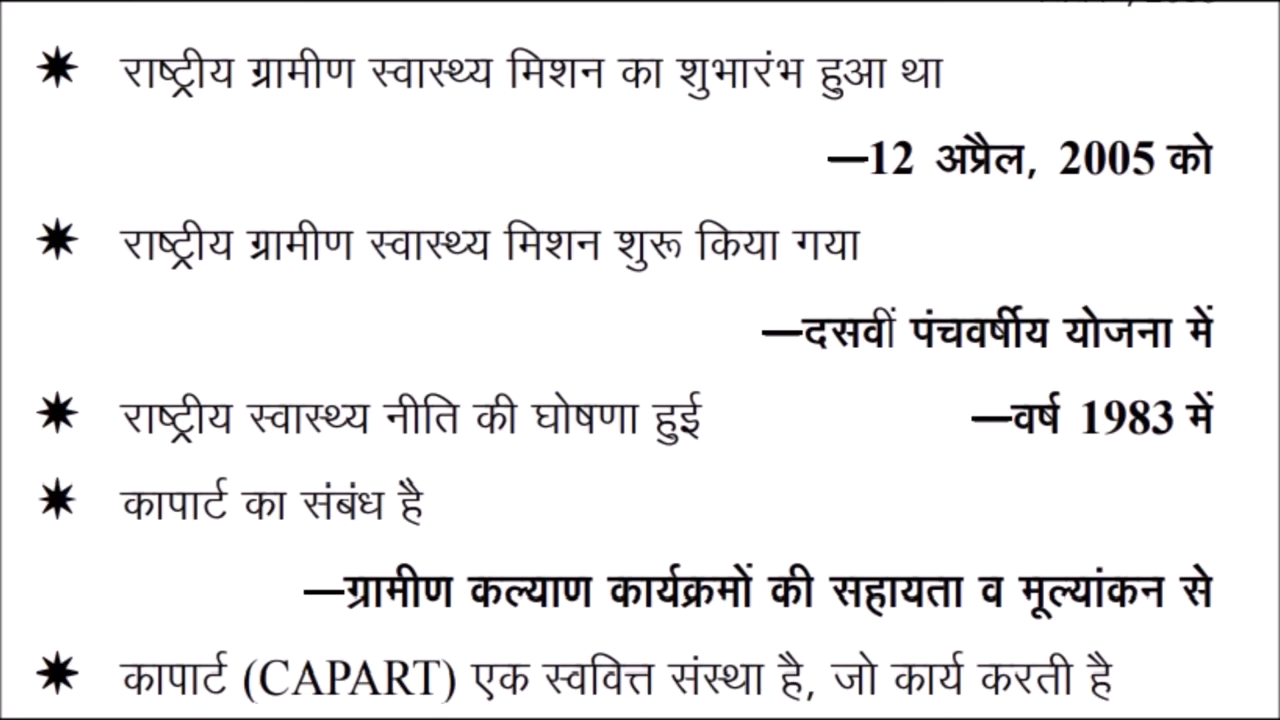 ✷ राष्ट्रीय ग्रामीण स्वास्थ्य मिशन का शुभारंभ हुआ था
—12 अप्रैल, 2005 को
✷ राष्ट्रीय ग्रामीण स्वास्थ्य मिशन शुरू किया गया
—दसवीं पंचवर्षीय योजना में
✷ राष्ट्रीय स्वास्थ्य नीति की घोषणा हुई —वर्ष 1983 में
✷ कापार्ट का संबंध है
—ग्रामीण कल्याण कार्यक्रमों की सहायता व मूल्यांकन से
✷ कापार्ट (CAPART) एक स्ववित्त संस्था है, जो कार्य करती है